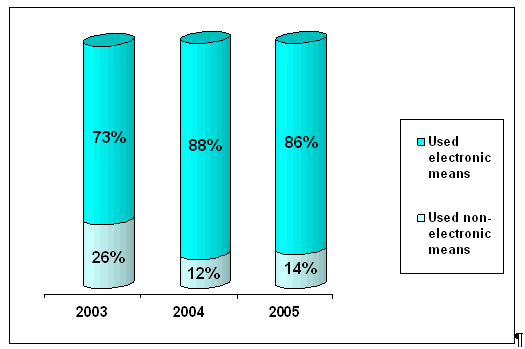 73%
88%
86%
26%
12%
14%
2003
2004
2005
Used
electronic
means
Used non-
electronic
means
¶